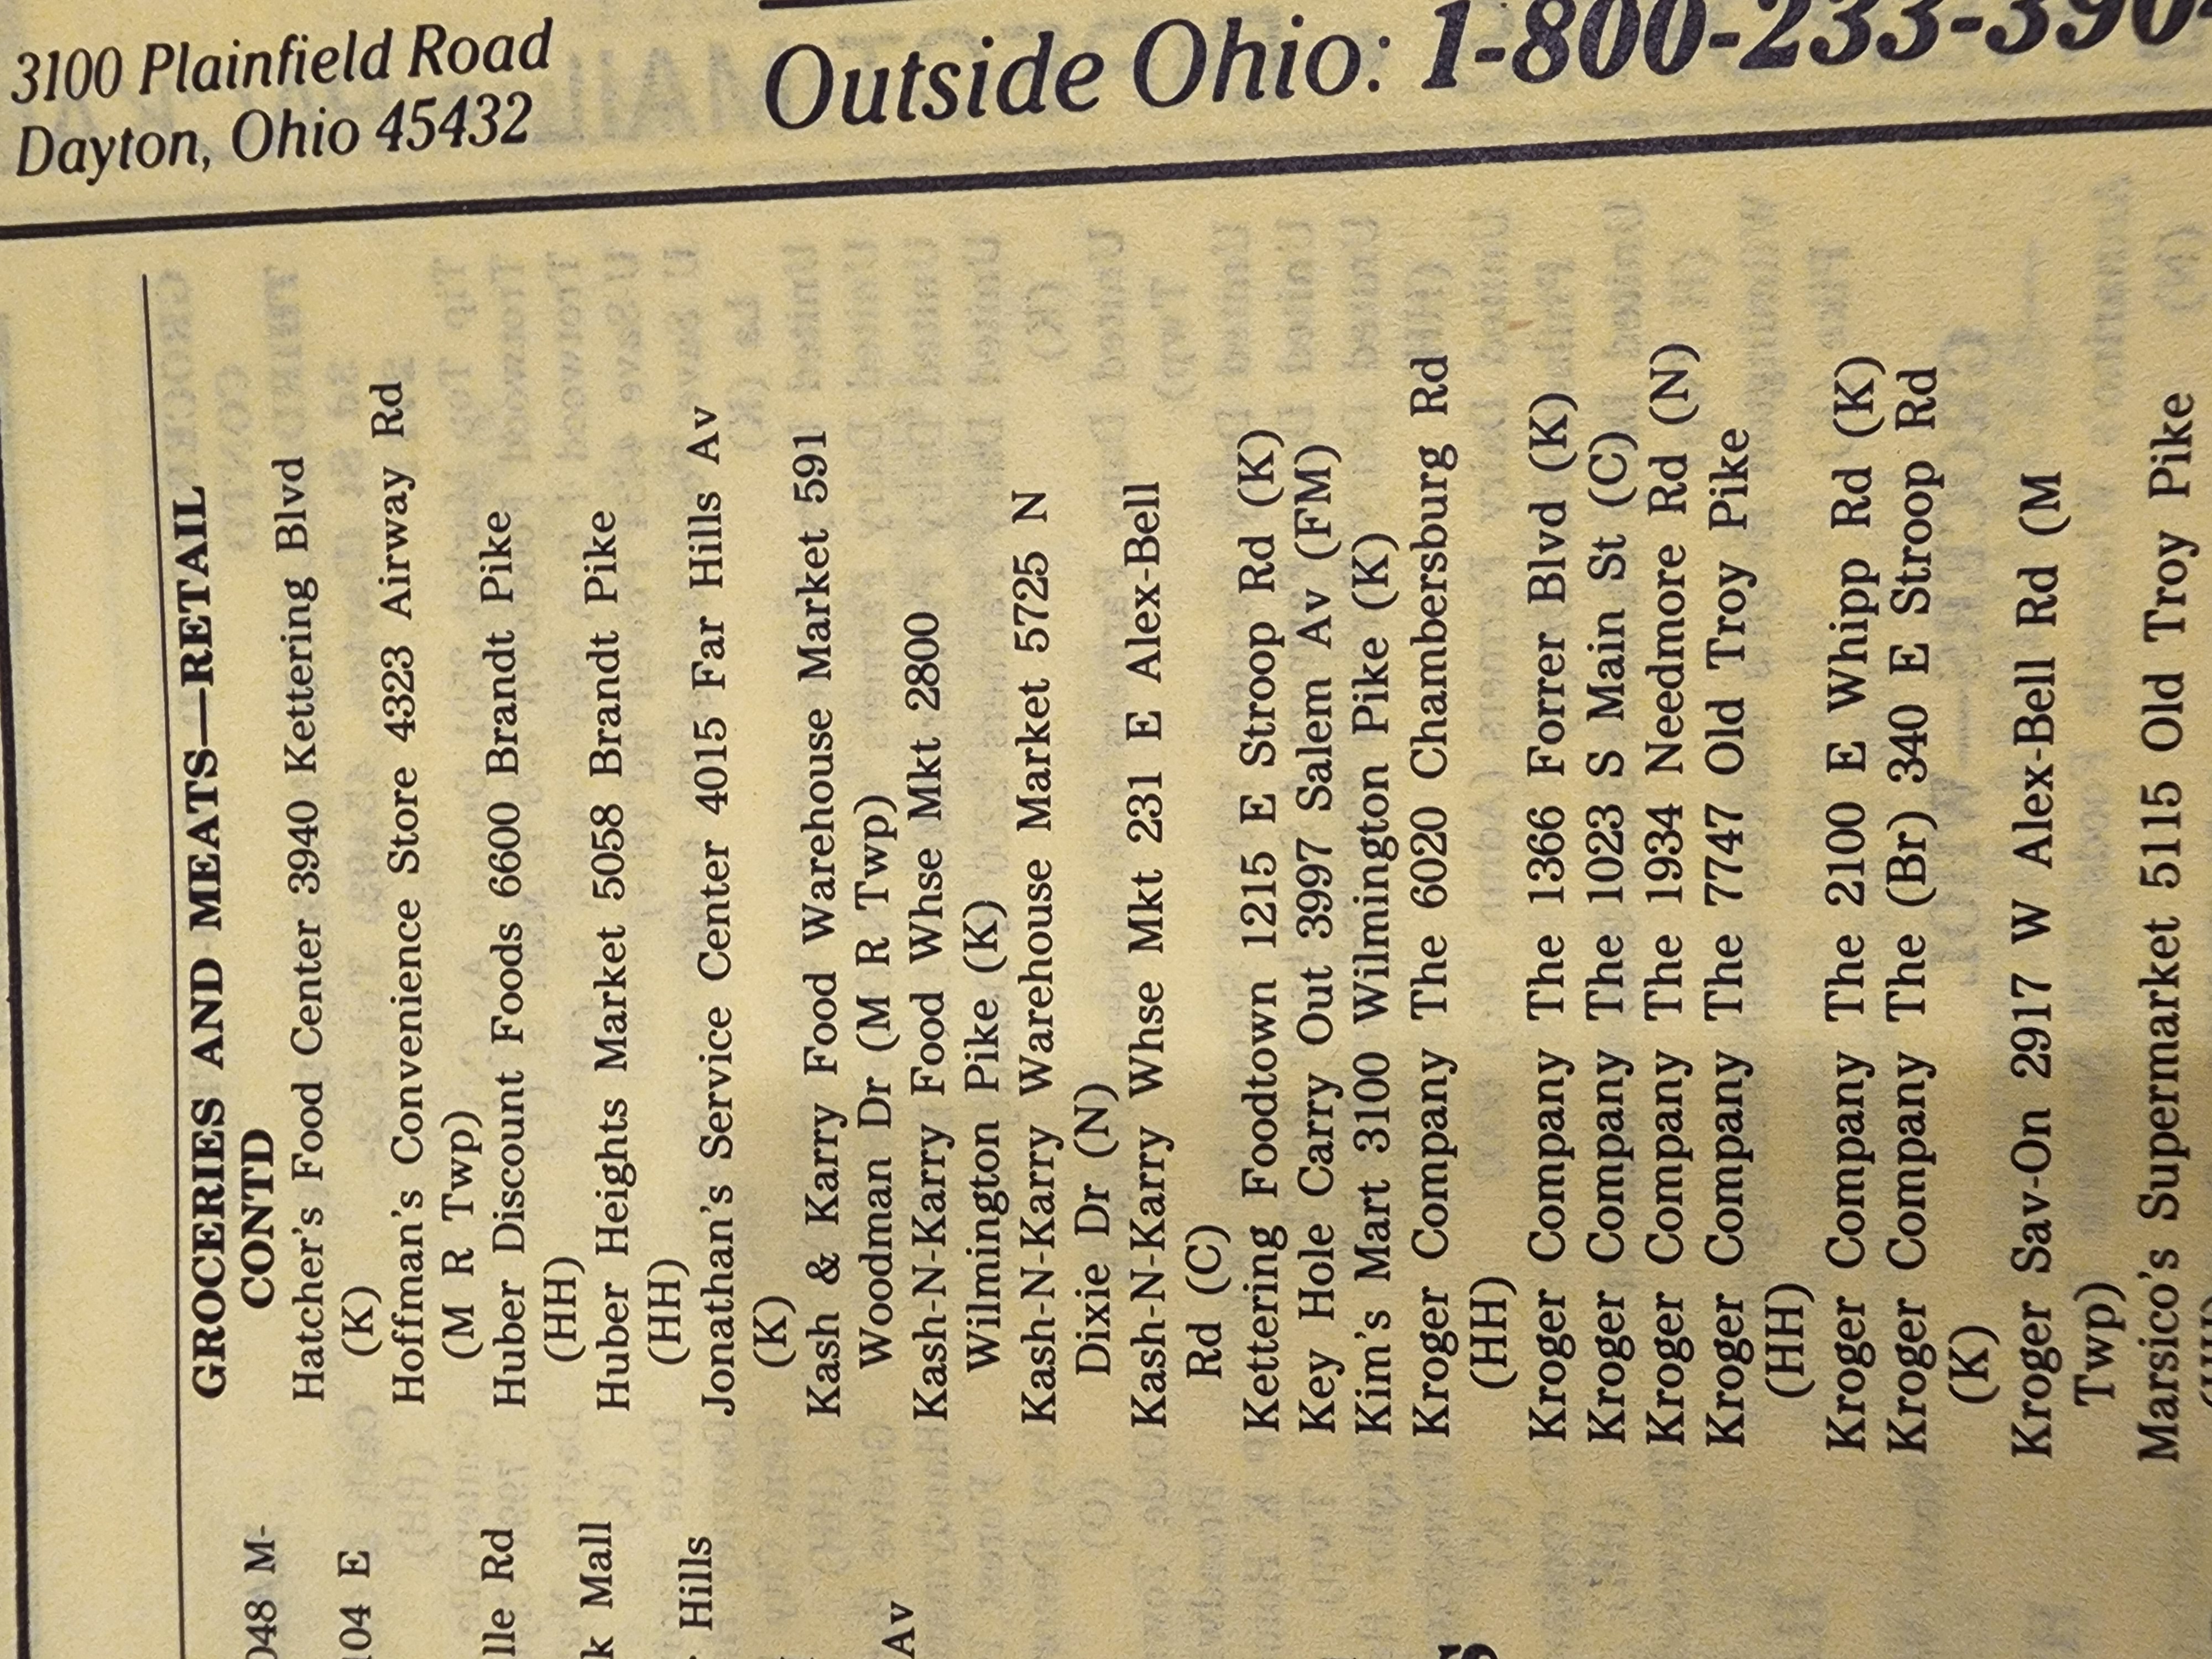 3100 Plainfield Road
Dayton, Ohio 45432
Outside Ohio: 1-800-233-390
GROCERIES AND MEATS—RETAIL
CONTD
Hatcher's Food Center 3940 Kettering Blvd
(K)
Hoffman's Convenience Store 4323 Airway Rd
(M R Twp)
Huber Discount Foods 6600 Brandt Pike
(HH)
Huber Heights Market 5058 Brandt Pike
(HH)
Jonathan's Service Center 4015 Far Hills Av
(K)
Kash & Karry Food Warehouse Market 591
Woodman Dr (M R Twp)
Kash-N-Karry Food Whse Mkt 2800
Wilmington Pike (K)
Kash-N-Karry Warehouse Market 5725 N
Dixie Dr (N)
Kash-N-Karry Whse Mkt 231 E Alex-Bell
Rd (C)
Kettering Foodtown 1215 E Stroop Rd (K)
Key Hole Carry Out 3997 Salem Av (FM)
Kim's Mart 3100 Wilmington Pike (K)
Kroger Company The 6020 Chambersburg Rd
(HH)
Kroger Company The 1366 Forrer Blvd (K)
Kroger Company The 1023 S Main St (C)
Kroger Company The 1934 Needmore Rd (N)
Kroger Company The 7747 Old Troy Pike
(HH)
Kroger Company The 2100 E Whipp Rd (K)
Kroger Company The (Br) 340 E Stroop Rd
(K)
Kroger Sav-On 2917 W Alex-Bell Rd (M
Twp)
Marsico's Supermarket 5115 Old Troy Pike
048 M-
104 E
lle Rd
k Mall
Hills
Av